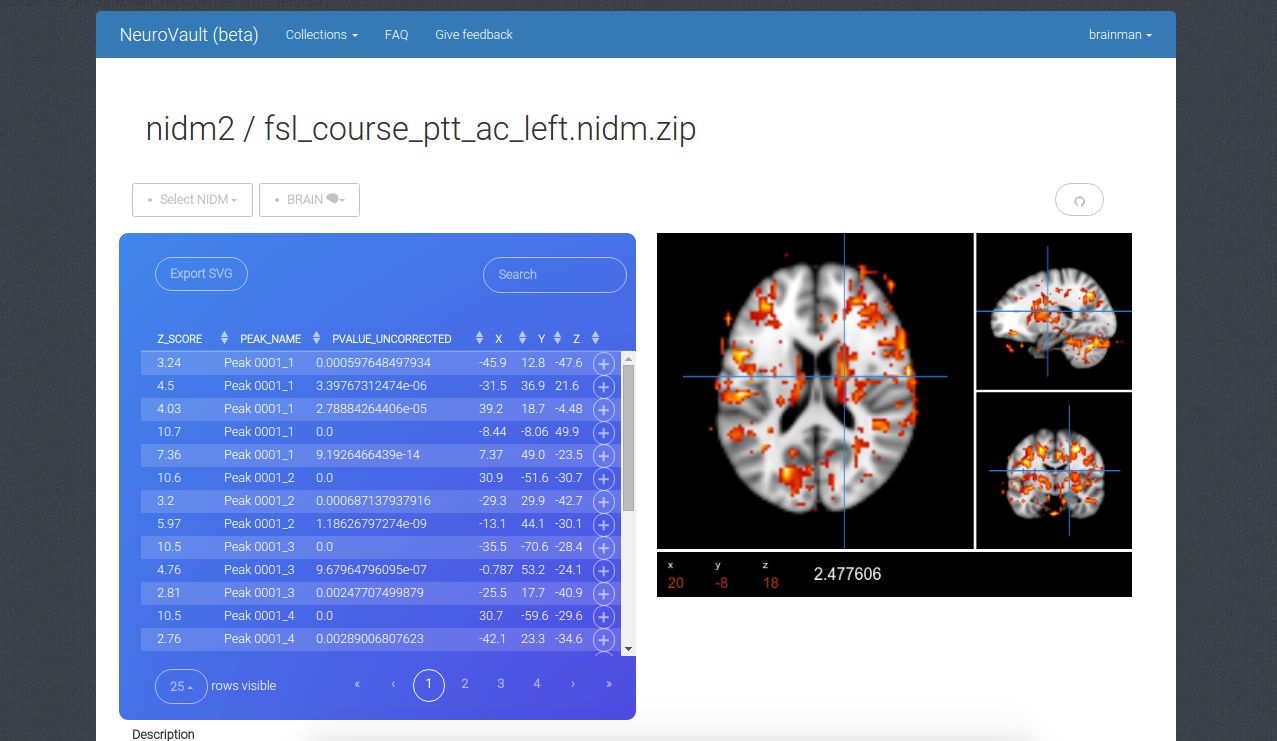 NeuroVault (beta) Collections FAQ Give feedback brainman
nidm2 / fsl_course_ptt_ac_left.nidm.zip
Select NIDM BRAIN
Export SVG Search
Z_SCORE PEAK_NAME PVALUE_UNCORRECTED X Y Z
3.24 Peak 0001_1 0.000597648497934 -45.9 12.8 -47.6
4.5 Peak 0001_1 3.39767312474e-06 -31.5 36.9 21.6
4.03 Peak 0001_1 2.78884264406e-05 39.2 18.7 -4.48
10.7 Peak 0001_1 0.0 -8.44 -8.06 49.9
7.36 Peak 0001_1 9.1926466439e-14 7.37 49.0 -23.5
10.6 Peak 0001_2 0.0 30.9 -51.6 -30.7
3.2 Peak 0001_2 0.000687137937916 -29.3 29.9 -42.7
5.97 Peak 0001_2 1.18626797274e-09 -13.1 44.1 -30.1
10.5 Peak 0001_3 0.0 -35.5 -70.6 -28.4
4.76 Peak 0001_3 9.67964796095e-07 -0.787 53.2 -24.1
2.81 Peak 0001_3 0.00247707499879 -25.5 17.7 -40.9
10.5 Peak 0001_4 0.0 30.7 -59.6 -29.6
2.76 Peak 0001_4 0.00289006807623 -42.1 23.3 -34.6
25 rows visible « ‹ 1 2 3 4 › »
x y z
20 -8 18 2.477606
Description